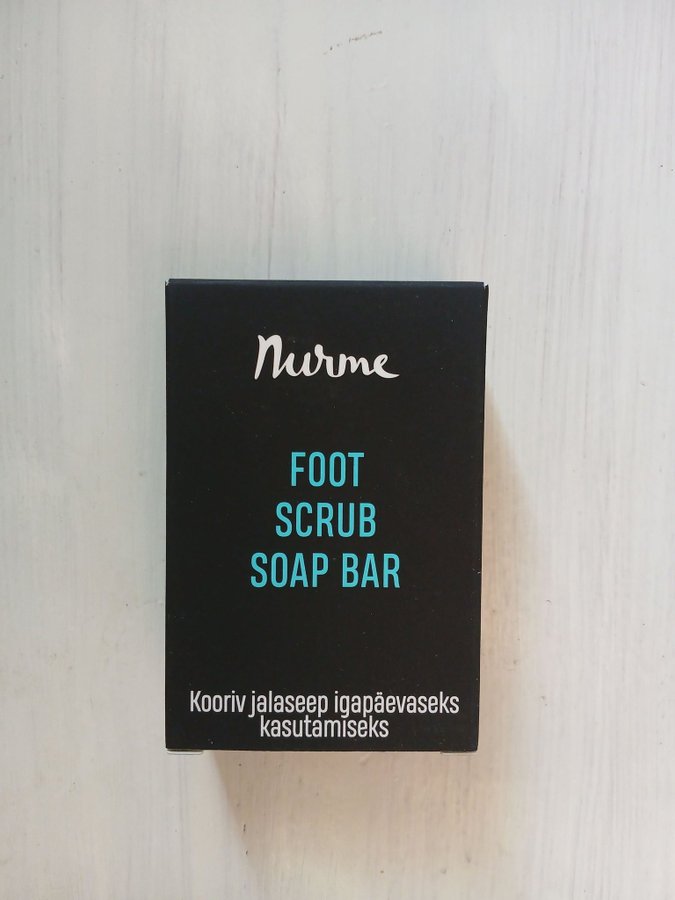 Nurme
FOOT
SCRUB
SOAP BAR
Kooriv jalaseep igapäevaseks
kasutamiseks